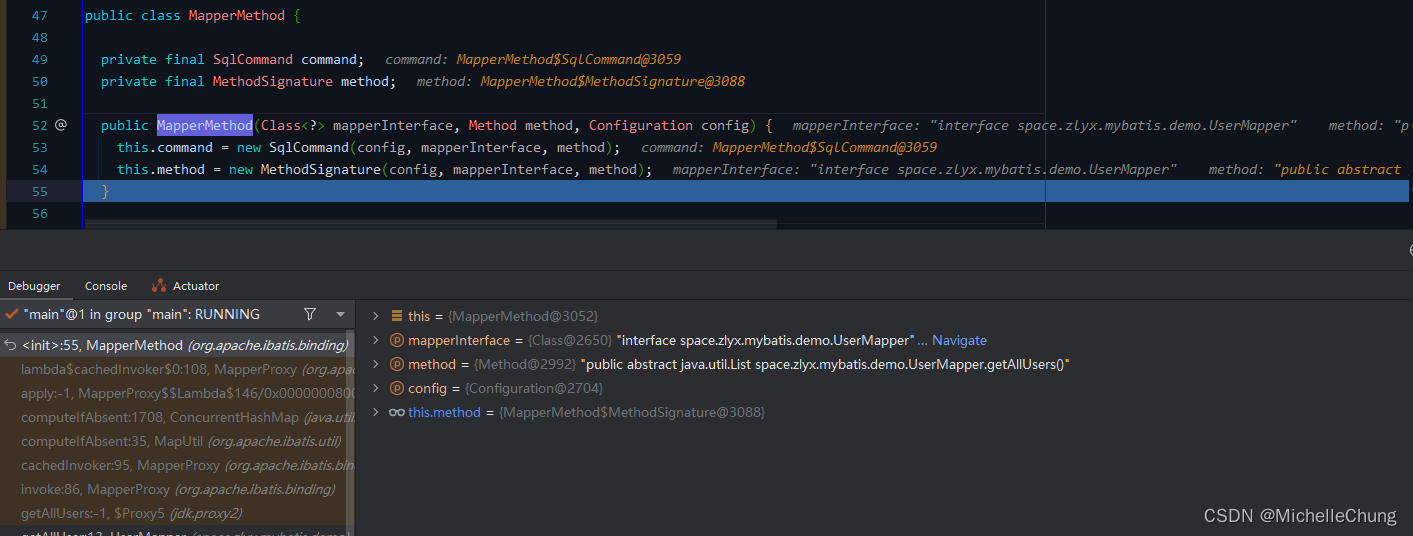 47 public class MapperMethod {
48
49 private final SqlCommand command; command: MapperMethod$SqlCommand@3059
50 private final MethodSignature method; method: MapperMethod$MethodSignature@3088
51
52 @ public MapperMethod(Class<?> mapperInterface, Method method, Configuration config) { mapperInterface: "interface space.zlyx.mybatis.demo.UserMapper" method: "p
53 this.command = new SqlCommand(config, mapperInterface, method); command: MapperMethod$SqlCommand@3059
54 this.method = new MethodSignature(config, mapperInterface, method); mapperInterface: "interface space.zlyx.mybatis.demo.UserMapper" method: "public abstract
55 }
56
Debugger Console Actuator
"main"@1 in group "main": RUNNING
<init>:55, MapperMethod (org.apache.ibatis.binding)
lambda$cachedInvoker$0:108, MapperProxy (org.apa
apply:-1, MapperProxy$$Lambda$146/0x0000000800
computeIfAbsent:1708, ConcurrentHashMap (java.util
computeIfAbsent:35, MapUtil (org.apache.ibatis.util)
cachedInvoker:95, MapperProxy (org.apache.ibatis.bind
invoke:86, MapperProxy (org.apache.ibatis.binding)
getAllUsers:-1, $Proxy5 (jdk.proxy2)
this = {MapperMethod@3052}
mapperInterface = {Class@2650} "interface space.zlyx.mybatis.demo.UserMapper" ... Navigate
method = {Method@2992} "public abstract java.util.List space.zlyx.mybatis.demo.UserMapper.getAllUsers()"
config = {Configuration@2704}
this.method = {MapperMethod$MethodSignature@3088}
CSDN @MichelleChung